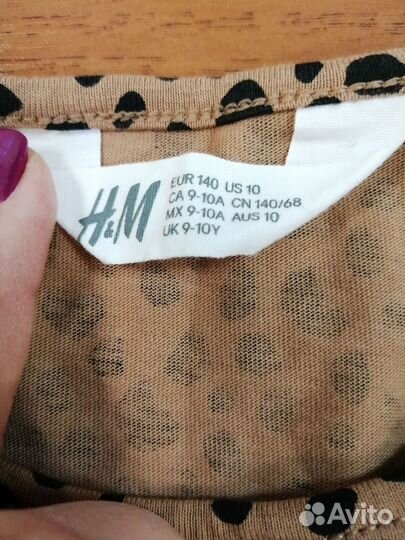 H&M
EUR 140 US 10
CA 9-10A CN 140/68
MX 9-10A AUS 10
UK 9-10Y
Avito